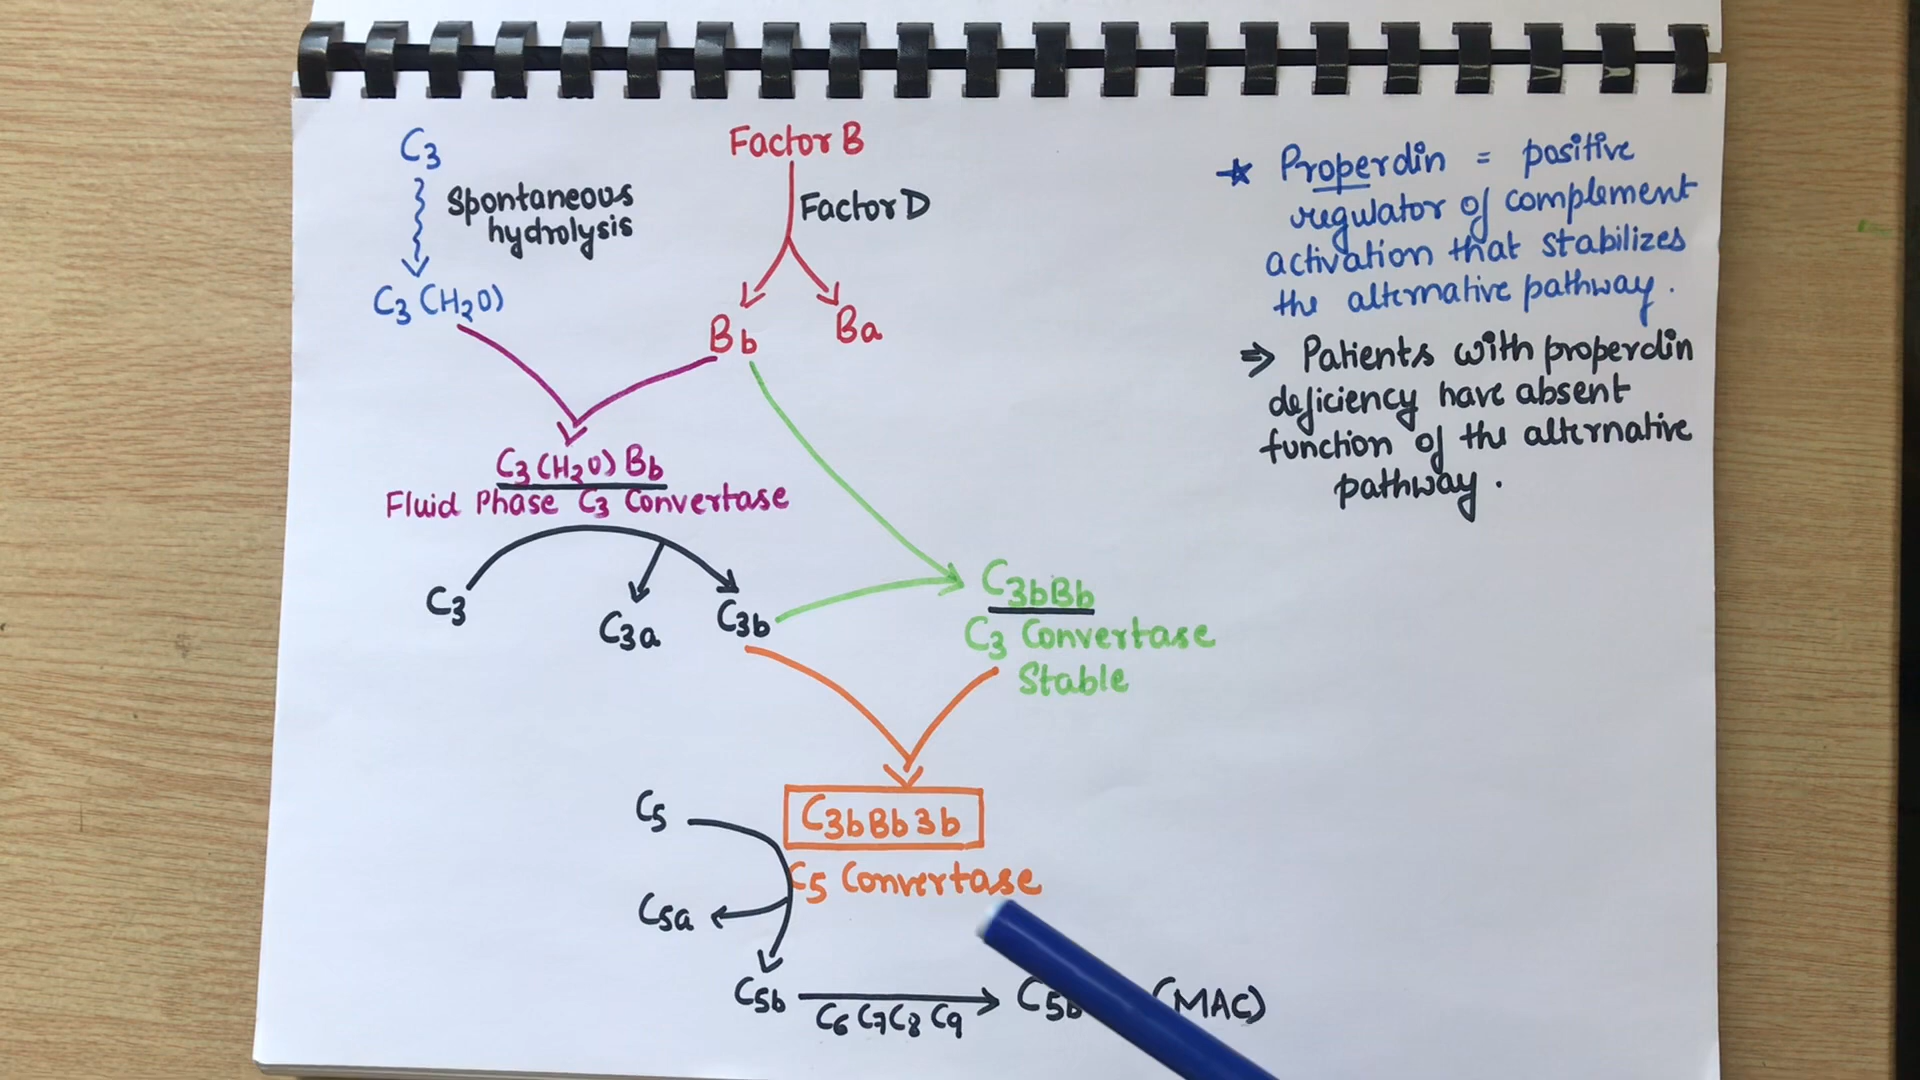 C3
Spontaneous
hydrolysis
C3(H2O)
Factor B
Factor D
Bb
Ba
C3(H2O)Bb
Fluid Phase C3 Convertase
C3
C3a
C3b
C3bBb
C3 Convertase
Stable
C3bBb3b
C5 Convertase
C5
C5a
C5b
C6 C7 C8 C9
C5b
(MAC)
★ Properdin = positive
regulator of complement
activation that stabilizes
the alternative pathway.
⇒ Patients with properdin
deficiency have absent
function of the alternative
pathway.